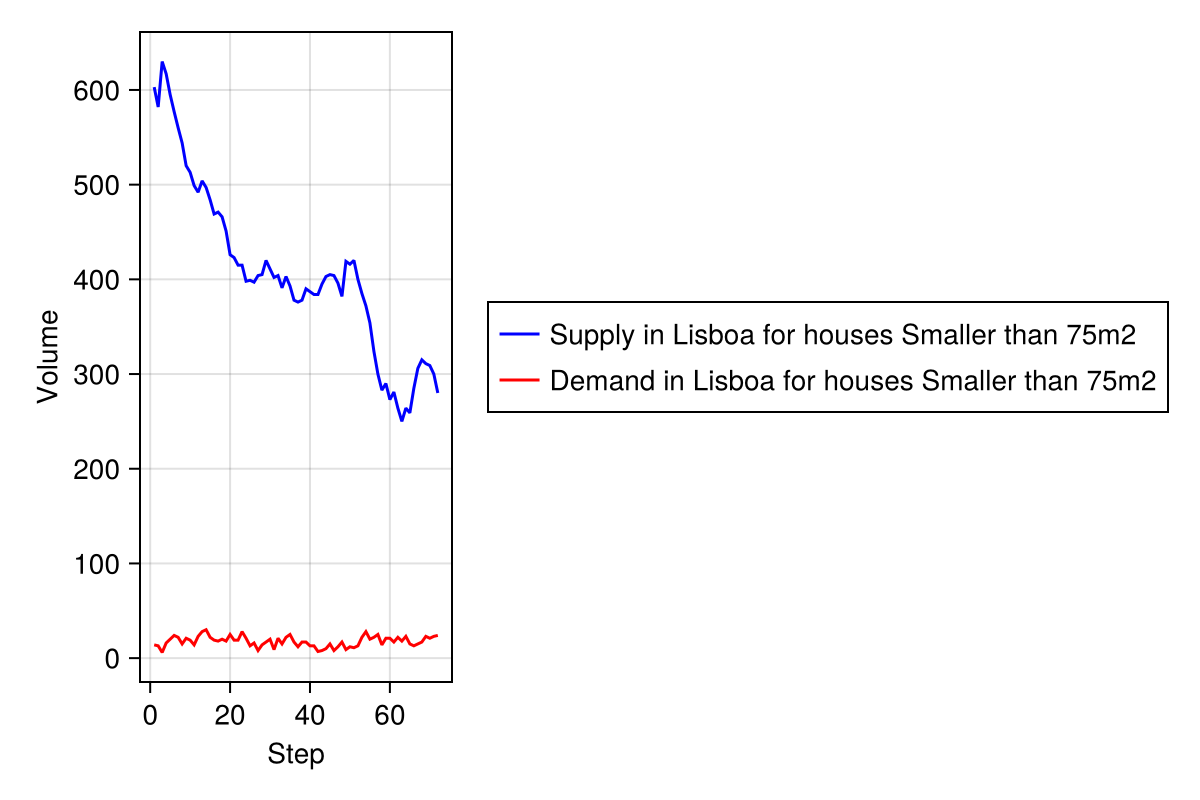 600
500
400
300
200
100
0
Volume
0 20 40 60
Step
Supply in Lisboa for houses Smaller than 75m2
Demand in Lisboa for houses Smaller than 75m2